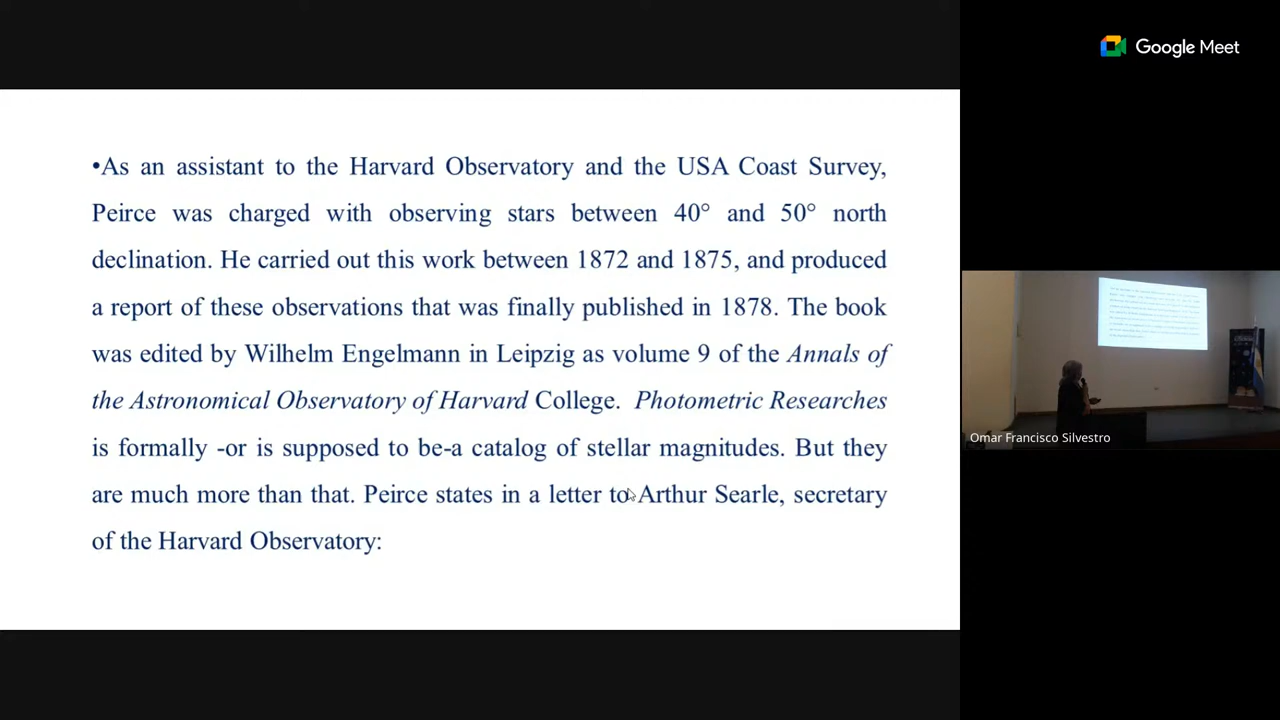 Google Meet
•As an assistant to the Harvard Observatory and the USA Coast Survey,
Peirce was charged with observing stars between 40° and 50° north
declination. He carried out this work between 1872 and 1875, and produced
a report of these observations that was finally published in 1878. The book
was edited by Wilhelm Engelmann in Leipzig as volume 9 of the Annals of
the Astronomical Observatory of Harvard College. Photometric Researches
is formally -or is supposed to be-a catalog of stellar magnitudes. But they
are much more than that. Peirce states in a letter to Arthur Searle, secretary
of the Harvard Observatory:
Omar Francisco Silvestro